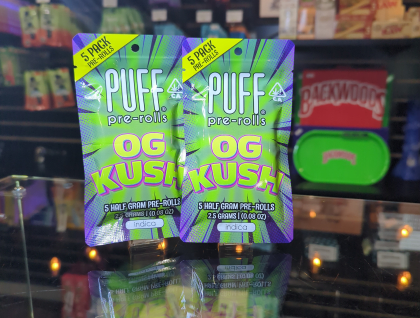 5 PACK
PRE-ROLLS
PUFF
pre-rolls
CA
OG
KUSH
5 HALF GRAM PRE-ROLLS
2.5 GRAMS | (0.08 OZ)
indica
5 PACK
PRE-ROLLS
PUFF
pre-rolls
CA
OG
KUSH
5 HALF GRAM PRE-ROLLS
2.5 GRAMS | (0.08 OZ)
indica
BACKWOODS